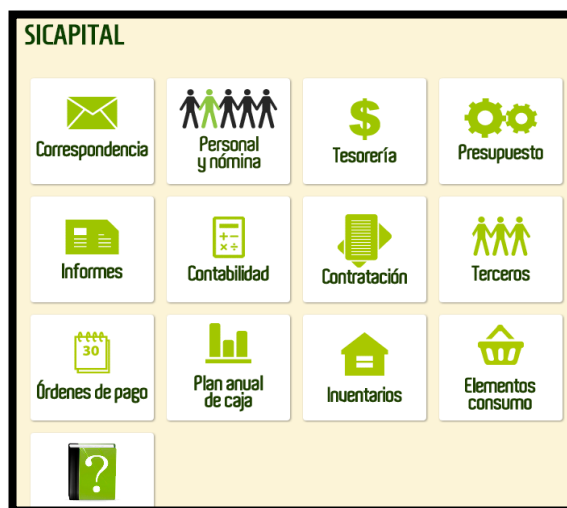 SICAPITAL
Correspondencia
Personal
y nómina
$
Tesorería
Presupuesto
Informes
+ −
× ÷
Contabilidad
Contratación
Terceros
30
Órdenes de pago
Plan anual
de caja
Inventarios
Elementos
consumo
?